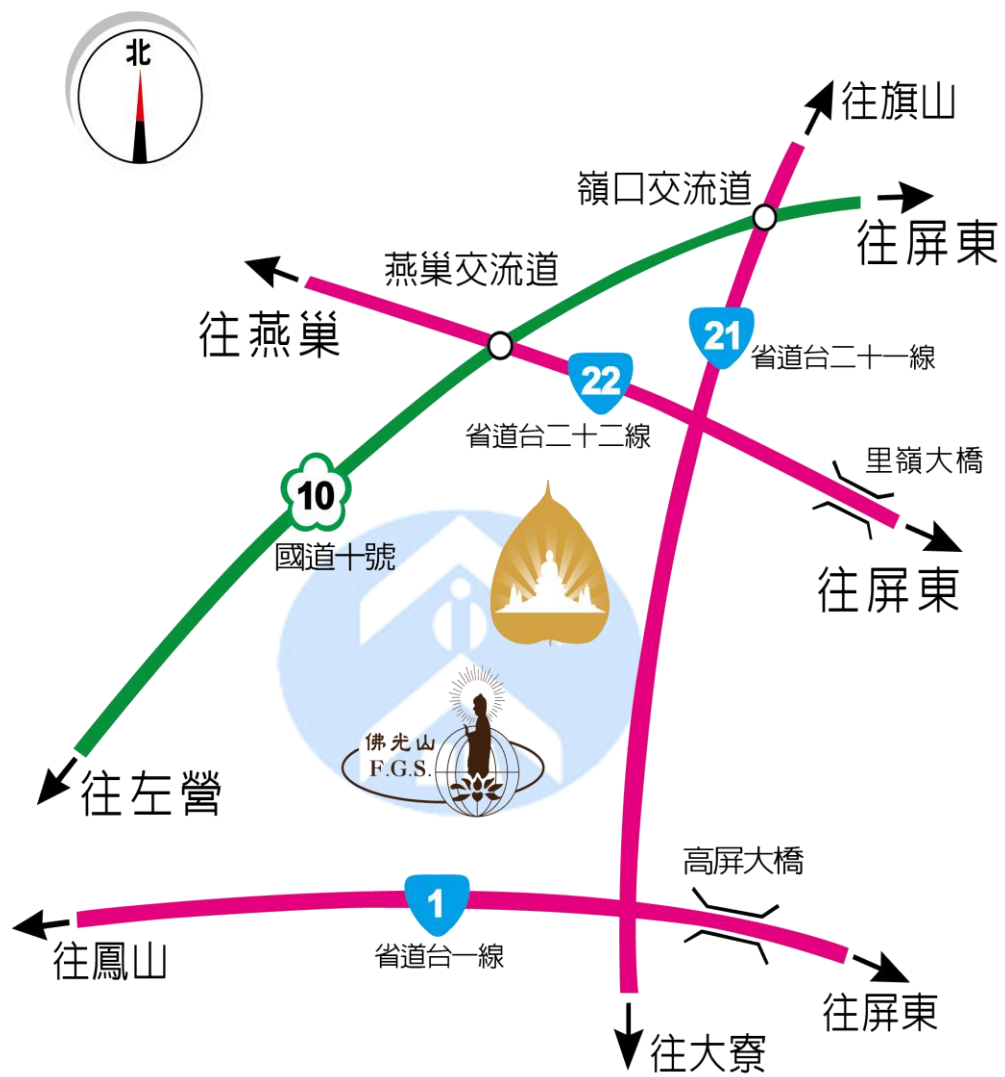 北
往旗山
嶺口交流道
往屏東
燕巢交流道
往燕巢
21
省道台二十一線
22
省道台二十二線
里嶺大橋
10
國道十號
往屏東
佛光山
F.G.S.
往左營
高屏大橋
1
省道台一線
往鳳山
往屏東
往大寮